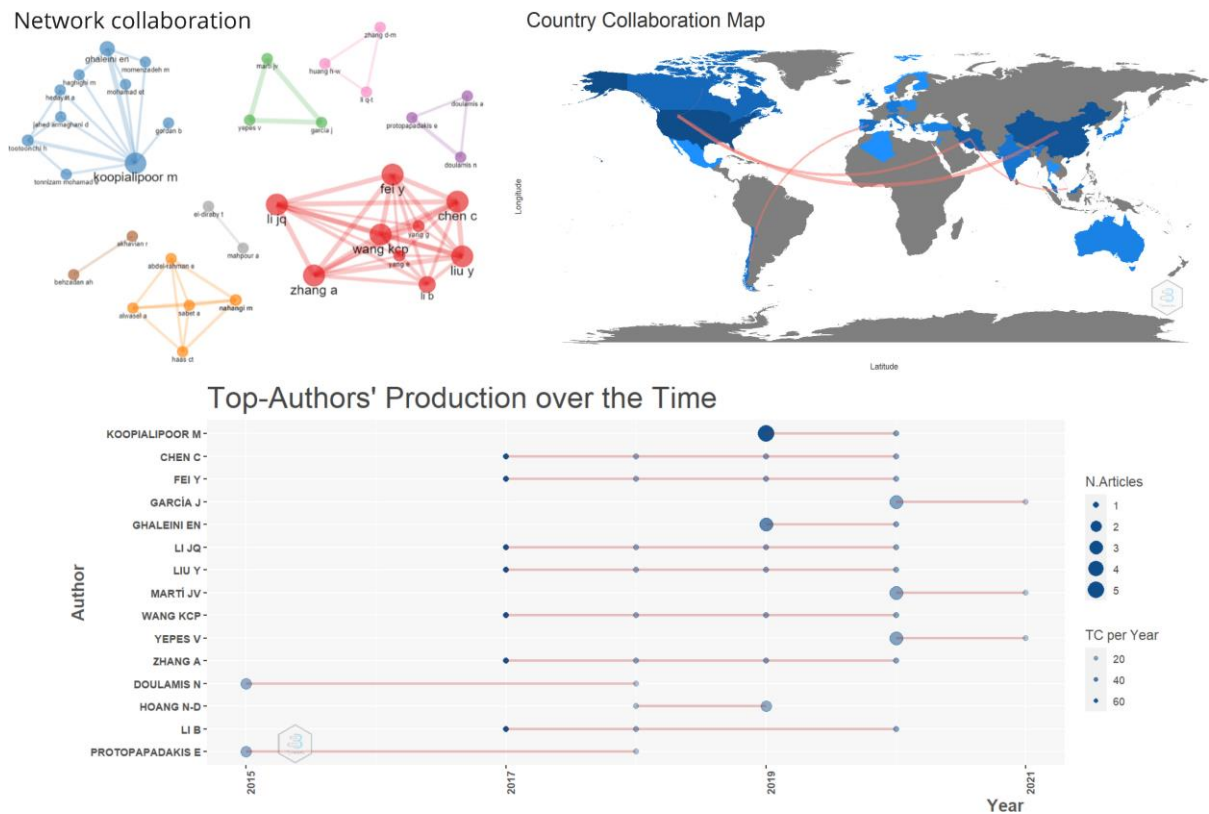 Network collaboration
ghaleini en
momenzadeh m
haghighi m
mohamad et
hedayat a
jahed armaghani d
gordan b
tootoonchi h
koopialipoor m
marti jv
yepes v
garcia j
zhang d-m
huang h-w
doulamis a
protopapadakis e
doulamis n
el-diraby t
mahpour a
akhavian r
behzadan ah
abdel-rahman e
nahangi m
alwasel a
sabet a
haas ct
fei y
li jq
chen c
yang g
wang kcp
liu y
zhang a
li b
Country Collaboration Map
Longitude
Latitude
Top-Authors' Production over the Time
Author
KOOPIALIPOOR M
CHEN C
FEI Y
GARCÍA J
GHALEINI EN
LI JQ
LIU Y
MARTÍ JV
WANG KCP
YEPES V
ZHANG A
DOULAMIS N
HOANG N-D
LI B
PROTOPAPADAKIS E
2015
2017
2019
2021
Year
N.Articles
1
2
3
4
5
TC per Year
20
40
60